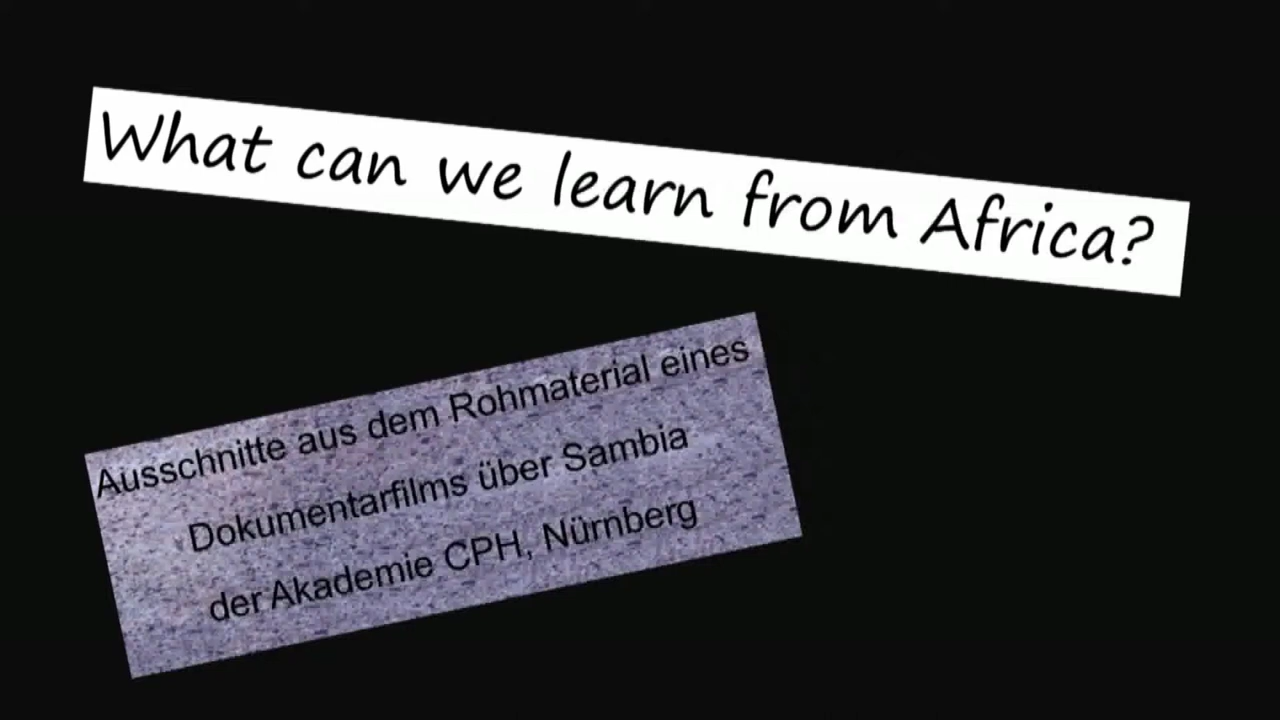 What can we learn from Africa?
Ausschnitte aus dem Rohmaterial eines
Dokumentarfilms über Sambia
der Akademie CPH, Nürnberg